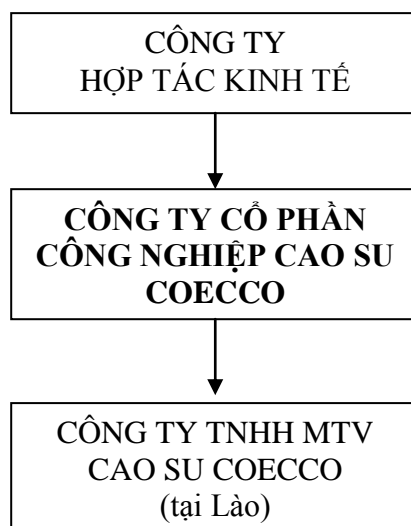 CÔNG TY
HỢP TÁC KINH TẾ
CÔNG TY CỔ PHẦN
CÔNG NGHIỆP CAO SU
COECCO
CÔNG TY TNHH MTV
CAO SU COECCO
(tại Lào)